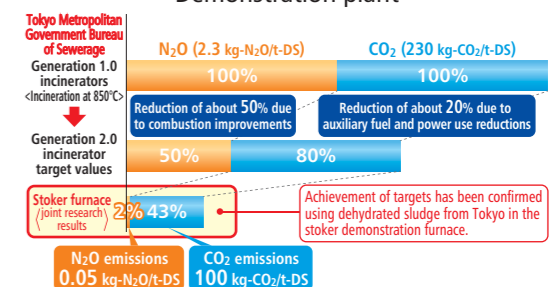 Demonstration plant
Tokyo Metropolitan
Government Bureau
of Sewerage
N2O (2.3 kg-N2O/t-DS)
CO2 (230 kg-CO2/t-DS)
Generation 1.0
incinerators
<Incineration at 850°C>
100%
100%
Reduction of about 50% due
to combustion improvements
Reduction of about 20% due to
auxiliary fuel and power use reductions
Generation 2.0
incinerator
target values
50%
80%
Stoker furnace
〈joint research
results〉
2%
43%
Achievement of targets has been confirmed
using dehydrated sludge from Tokyo in the
stoker demonstration furnace.
N2O emissions
0.05 kg-N2O/t-DS
CO2 emissions
100 kg-CO2/t-DS